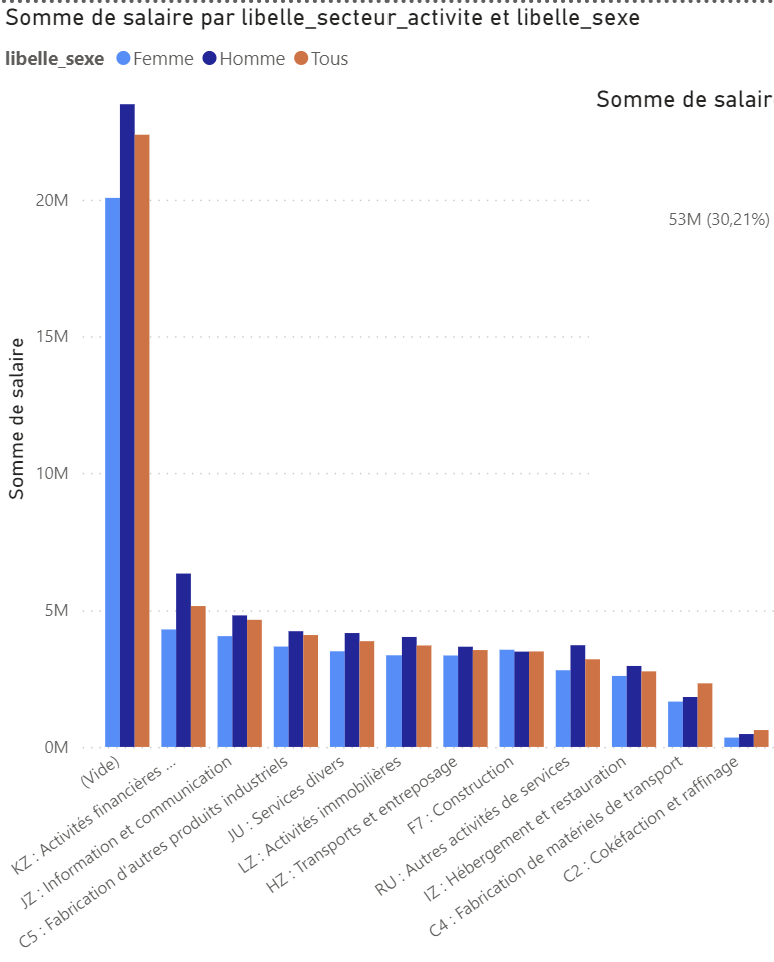 Somme de salaire par libelle_secteur_activite et libelle_sexe
libelle_sexe Femme Homme Tous
Somme de salair
53M (30,21%)
Somme de salaire
20M
15M
10M
5M
0M
(Vide)
KZ : Activités financières ...
JZ : Information et communication
C5 : Fabrication d'autres produits industriels
JU : Services divers
LZ : Activités immobilières
HZ : Transports et entreposage
F7 : Construction
RU : Autres activités de services
IZ : Hébergement et restauration
C4 : Fabrication de matériels de transport
C2 : Cokéfaction et raffinage